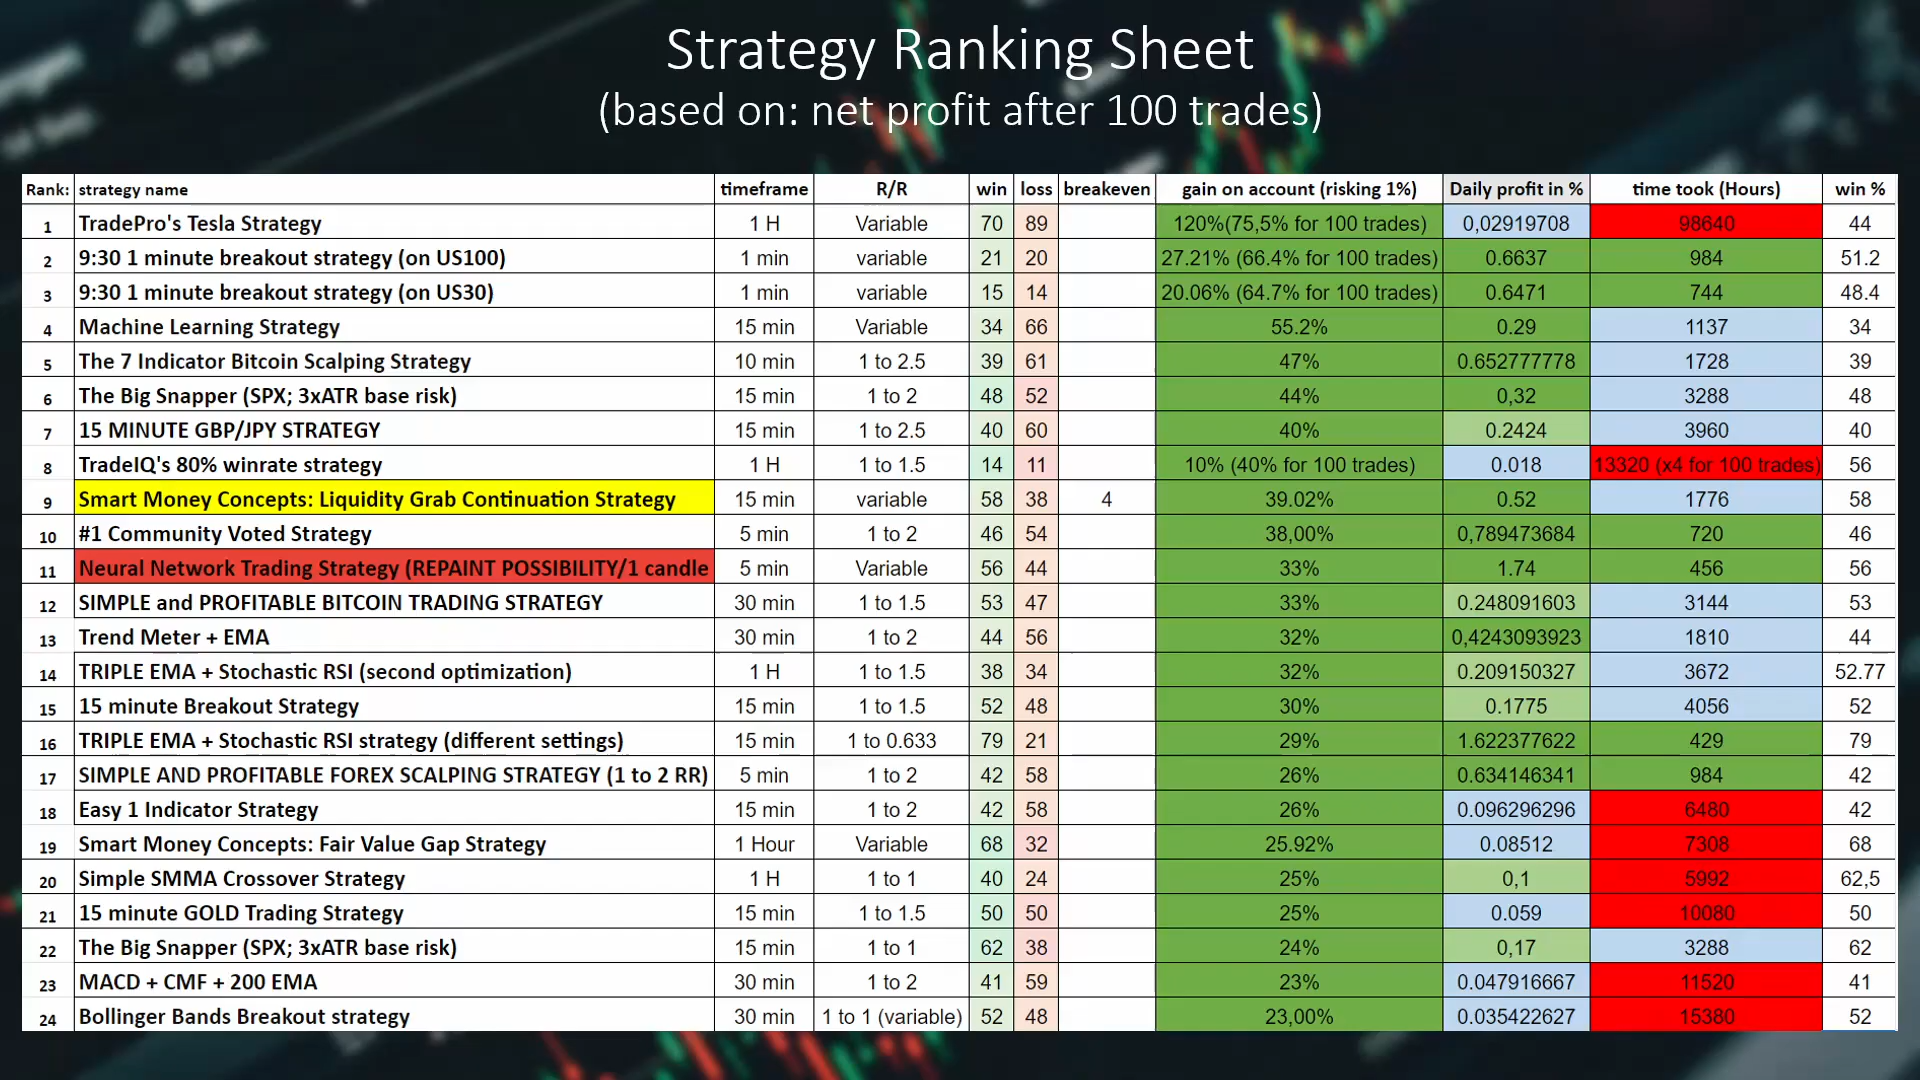 Strategy Ranking Sheet
(based on: net profit after 100 trades)
Rank: strategy name timeframe R/R win loss breakeven gain on account (risking 1%) Daily profit in % time took (Hours) win %
1 TradePro's Tesla Strategy 1 H Variable 70 89 120%(75,5% for 100 trades) 0,02919708 98640 44
2 9:30 1 minute breakout strategy (on US100) 1 min variable 21 20 27.21% (66.4% for 100 trades) 0.6637 984 51.2
3 9:30 1 minute breakout strategy (on US30) 1 min variable 15 14 20.06% (64.7% for 100 trades) 0.6471 744 48.4
4 Machine Learning Strategy 15 min Variable 34 66 55.2% 0.29 1137 34
5 The 7 Indicator Bitcoin Scalping Strategy 10 min 1 to 2.5 39 61 47% 0.652777778 1728 39
6 The Big Snapper (SPX; 3xATR base risk) 15 min 1 to 2 48 52 44% 0,32 3288 48
7 15 MINUTE GBP/JPY STRATEGY 15 min 1 to 2.5 40 60 40% 0.2424 3960 40
8 TradeIQ's 80% winrate strategy 1 H 1 to 1.5 14 11 10% (40% for 100 trades) 0.018 13320 (x4 for 100 trades) 56
9 Smart Money Concepts: Liquidity Grab Continuation Strategy 15 min variable 58 38 4 39.02% 0.52 1776 58
10 #1 Community Voted Strategy 5 min 1 to 2 46 54 38,00% 0,789473684 720 46
11 Neural Network Trading Strategy (REPAINT POSSIBILITY/1 candle 5 min Variable 56 44 33% 1.74 456 56
12 SIMPLE and PROFITABLE BITCOIN TRADING STRATEGY 30 min 1 to 1.5 53 47 33% 0.248091603 3144 53
13 Trend Meter + EMA 30 min 1 to 2 44 56 32% 0,4243093923 1810 44
14 TRIPLE EMA + Stochastic RSI (second optimization) 1 H 1 to 1.5 38 34 32% 0.209150327 3672 52.77
15 15 minute Breakout Strategy 15 min 1 to 1.5 52 48 30% 0.1775 4056 52
16 TRIPLE EMA + Stochastic RSI strategy (different settings) 15 min 1 to 0.633 79 21 29% 1.622377622 429 79
17 SIMPLE AND PROFITABLE FOREX SCALPING STRATEGY (1 to 2 RR) 5 min 1 to 2 42 58 26% 0.634146341 984 42
18 Easy 1 Indicator Strategy 15 min 1 to 2 42 58 26% 0.096296296 6480 42
19 Smart Money Concepts: Fair Value Gap Strategy 1 Hour Variable 68 32 25.92% 0.08512 7308 68
20 Simple SMMA Crossover Strategy 1 H 1 to 1 40 24 25% 0,1 5992 62,5
21 15 minute GOLD Trading Strategy 15 min 1 to 1.5 50 50 25% 0.059 10080 50
22 The Big Snapper (SPX; 3xATR base risk) 15 min 1 to 1 62 38 24% 0,17 3288 62
23 MACD + CMF + 200 EMA 30 min 1 to 2 41 59 23% 0.047916667 11520 41
24 Bollinger Bands Breakout strategy 30 min 1 to 1 (variable) 52 48 23,00% 0.035422627 15380 52